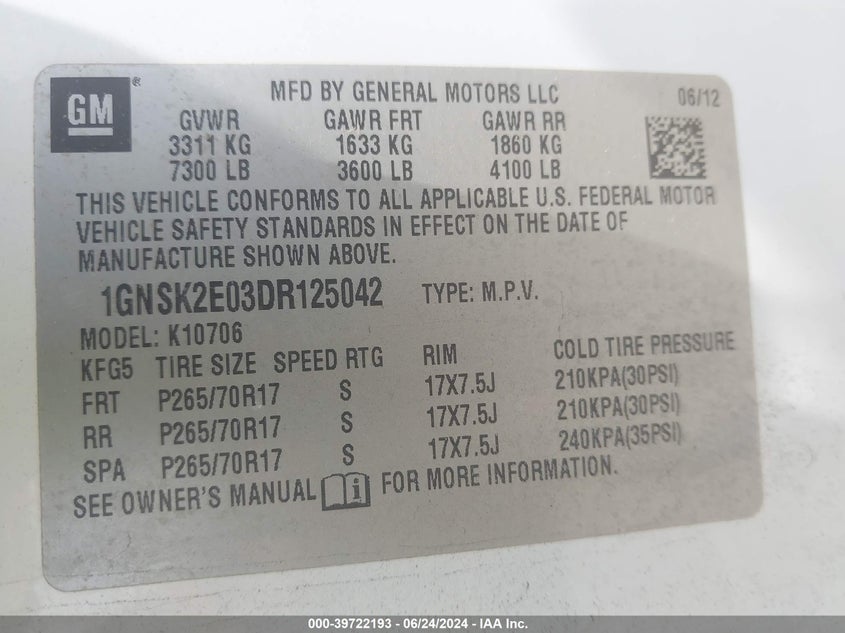 GM ®
MFD BY GENERAL MOTORS LLC 06/12
GVWR GAWR FRT GAWR RR
3311 KG 1633 KG 1860 KG
7300 LB 3600 LB 4100 LB
THIS VEHICLE CONFORMS TO ALL APPLICABLE U.S. FEDERAL MOTOR
VEHICLE SAFETY STANDARDS IN EFFECT ON THE DATE OF
MANUFACTURE SHOWN ABOVE.
1GNSK2E03DR125042 TYPE: M.P.V.
MODEL: K10706
KFG5 TIRE SIZE SPEED RTG RIM COLD TIRE PRESSURE
FRT P265/70R17 S 17X7.5J 210KPA(30PSI)
RR P265/70R17 S 17X7.5J 210KPA(30PSI)
SPA P265/70R17 S 17X7.5J 240KPA(35PSI)
SEE OWNER'S MANUAL i FOR MORE INFORMATION.
000-39722193 - 06/24/2024 - IAA Inc.